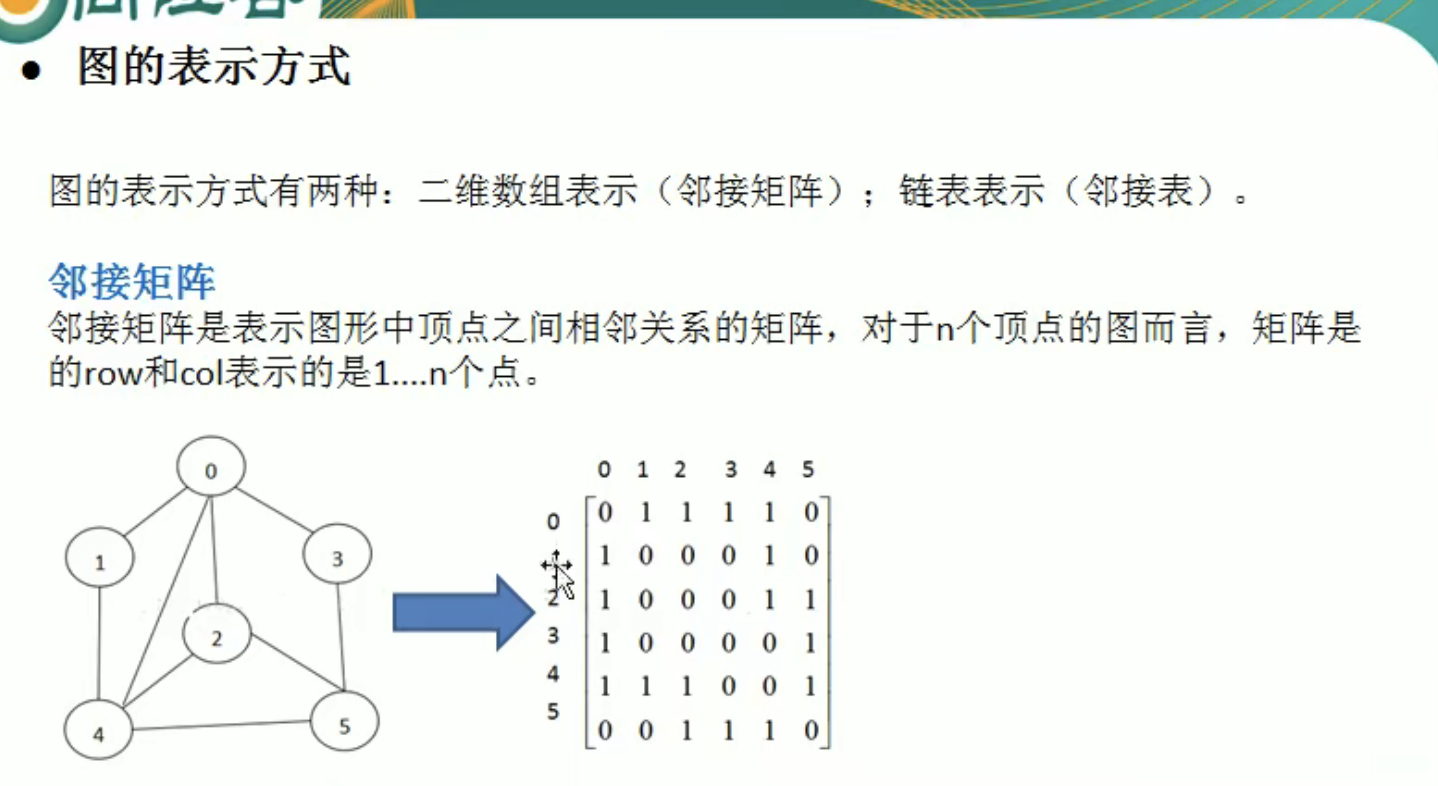 ● 图的表示方式
图的表示方式有两种：二维数组表示（邻接矩阵）；链表表示（邻接表）。
邻接矩阵
邻接矩阵是表示图形中顶点之间相邻关系的矩阵，对于n个顶点的图而言，矩阵是
的row和col表示的是1....n个点。
0
1
3
2
4
5
0 1 2 3 4 5
0 0 1 1 1 1 0
1 0 0 0 1 0
2 1 0 0 0 1 1
3 1 0 0 0 0 1
4 1 1 1 0 0 1
5 0 0 1 1 1 0